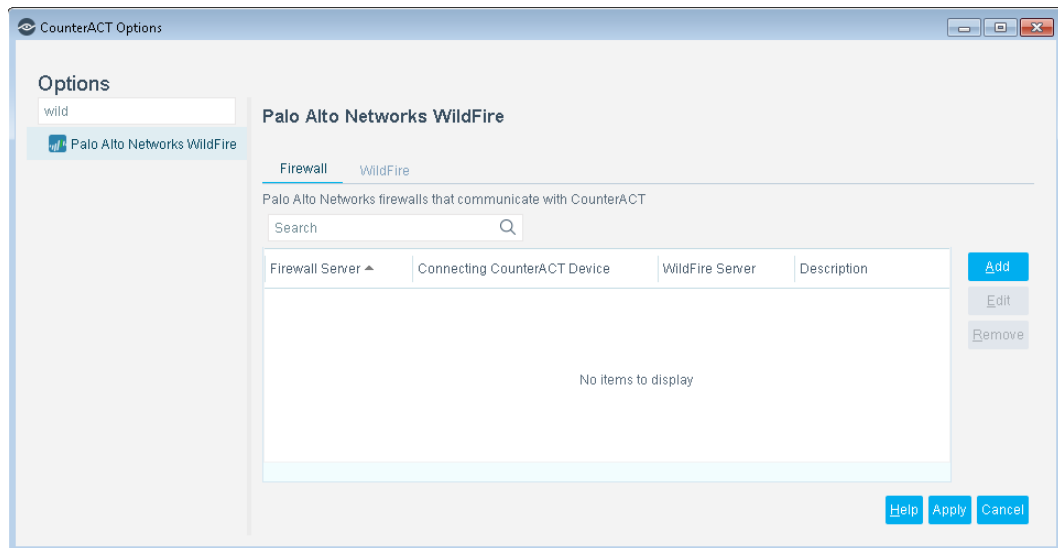 CounterACT Options
Options
wild
Palo Alto Networks WildFire
Palo Alto Networks WildFire
Firewall WildFire
Palo Alto Networks firewalls that communicate with CounterACT
Search
Firewall Server Connecting CounterACT Device WildFire Server Description
Add
Edit
Remove
No items to display
Help Apply Cancel